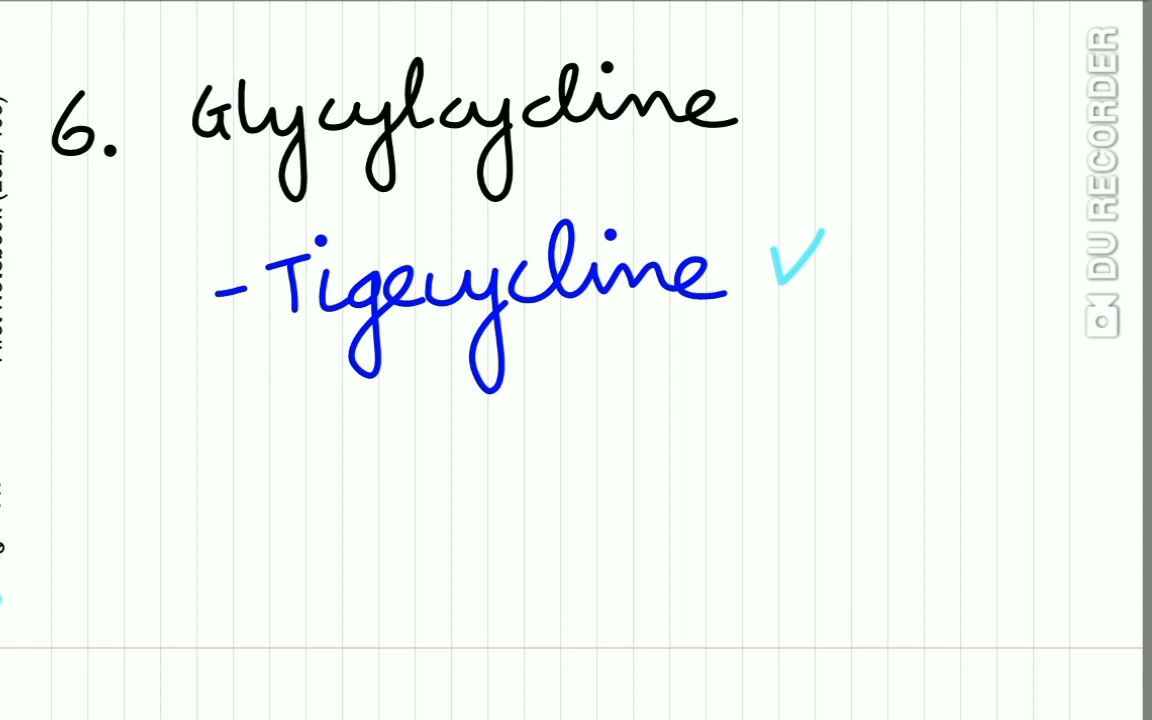 6. Glycylcycline
- Tigecycline ✓
DU RECORDER